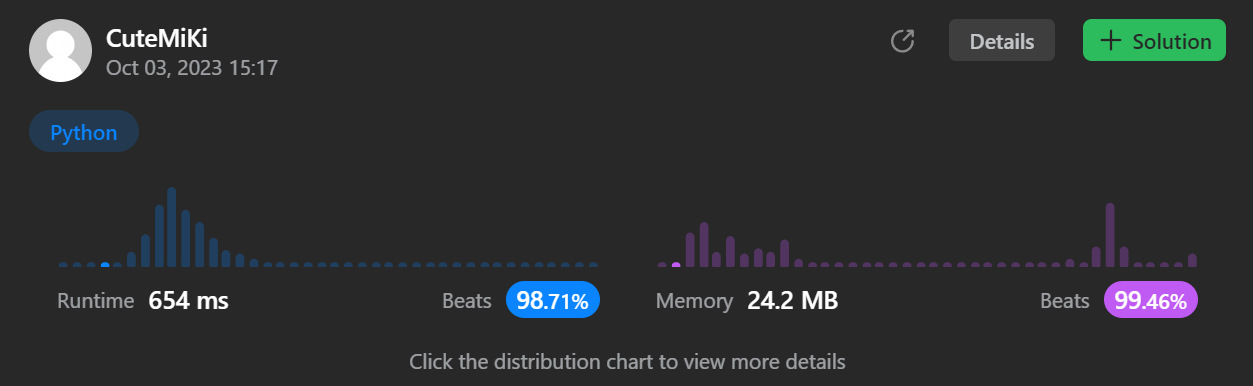 CuteMiKi
Oct 03, 2023 15:17
Details
+ Solution
Python
Runtime 654 ms Beats 98.71%
Memory 24.2 MB Beats 99.46%
Click the distribution chart to view more details